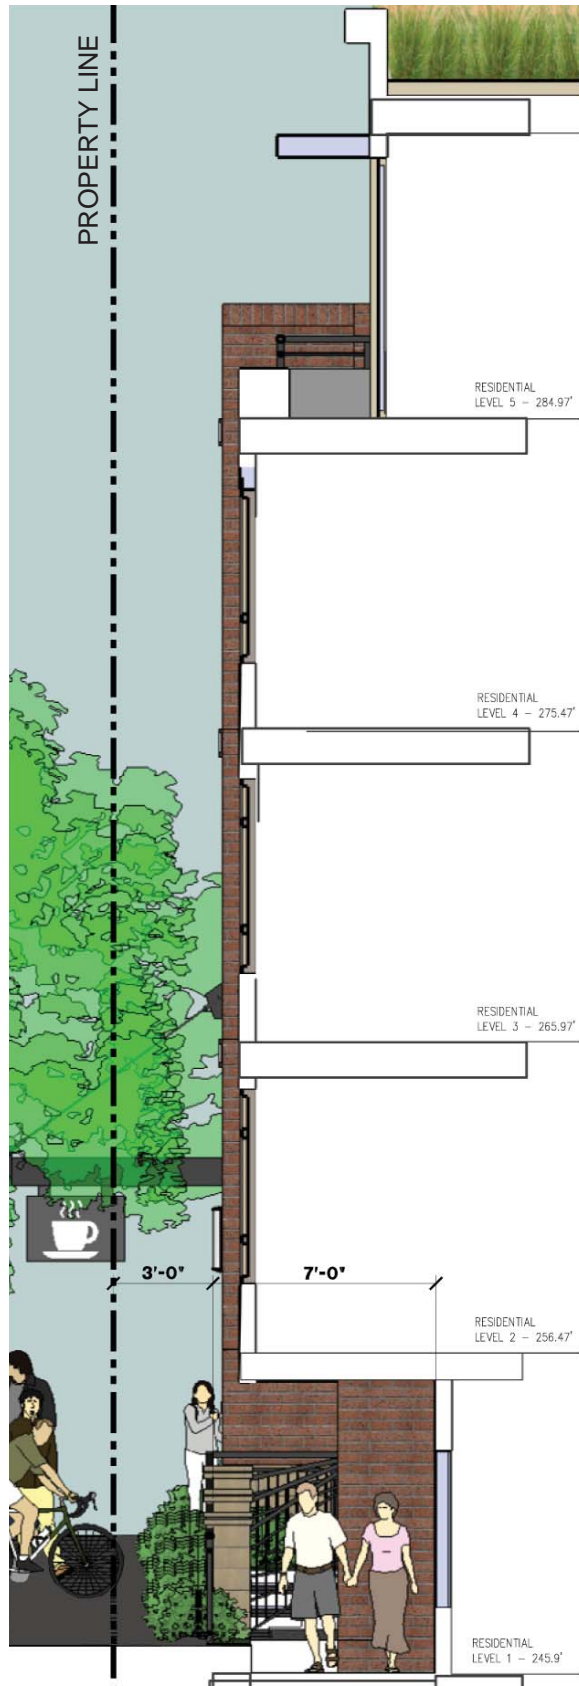 PROPERTY LINE
RESIDENTIAL
LEVEL 5 - 284.97'
RESIDENTIAL
LEVEL 4 - 275.47'
RESIDENTIAL
LEVEL 3 - 265.97'
3'-0"
7'-0"
RESIDENTIAL
LEVEL 2 - 256.47'
RESIDENTIAL
LEVEL 1 - 245.9'